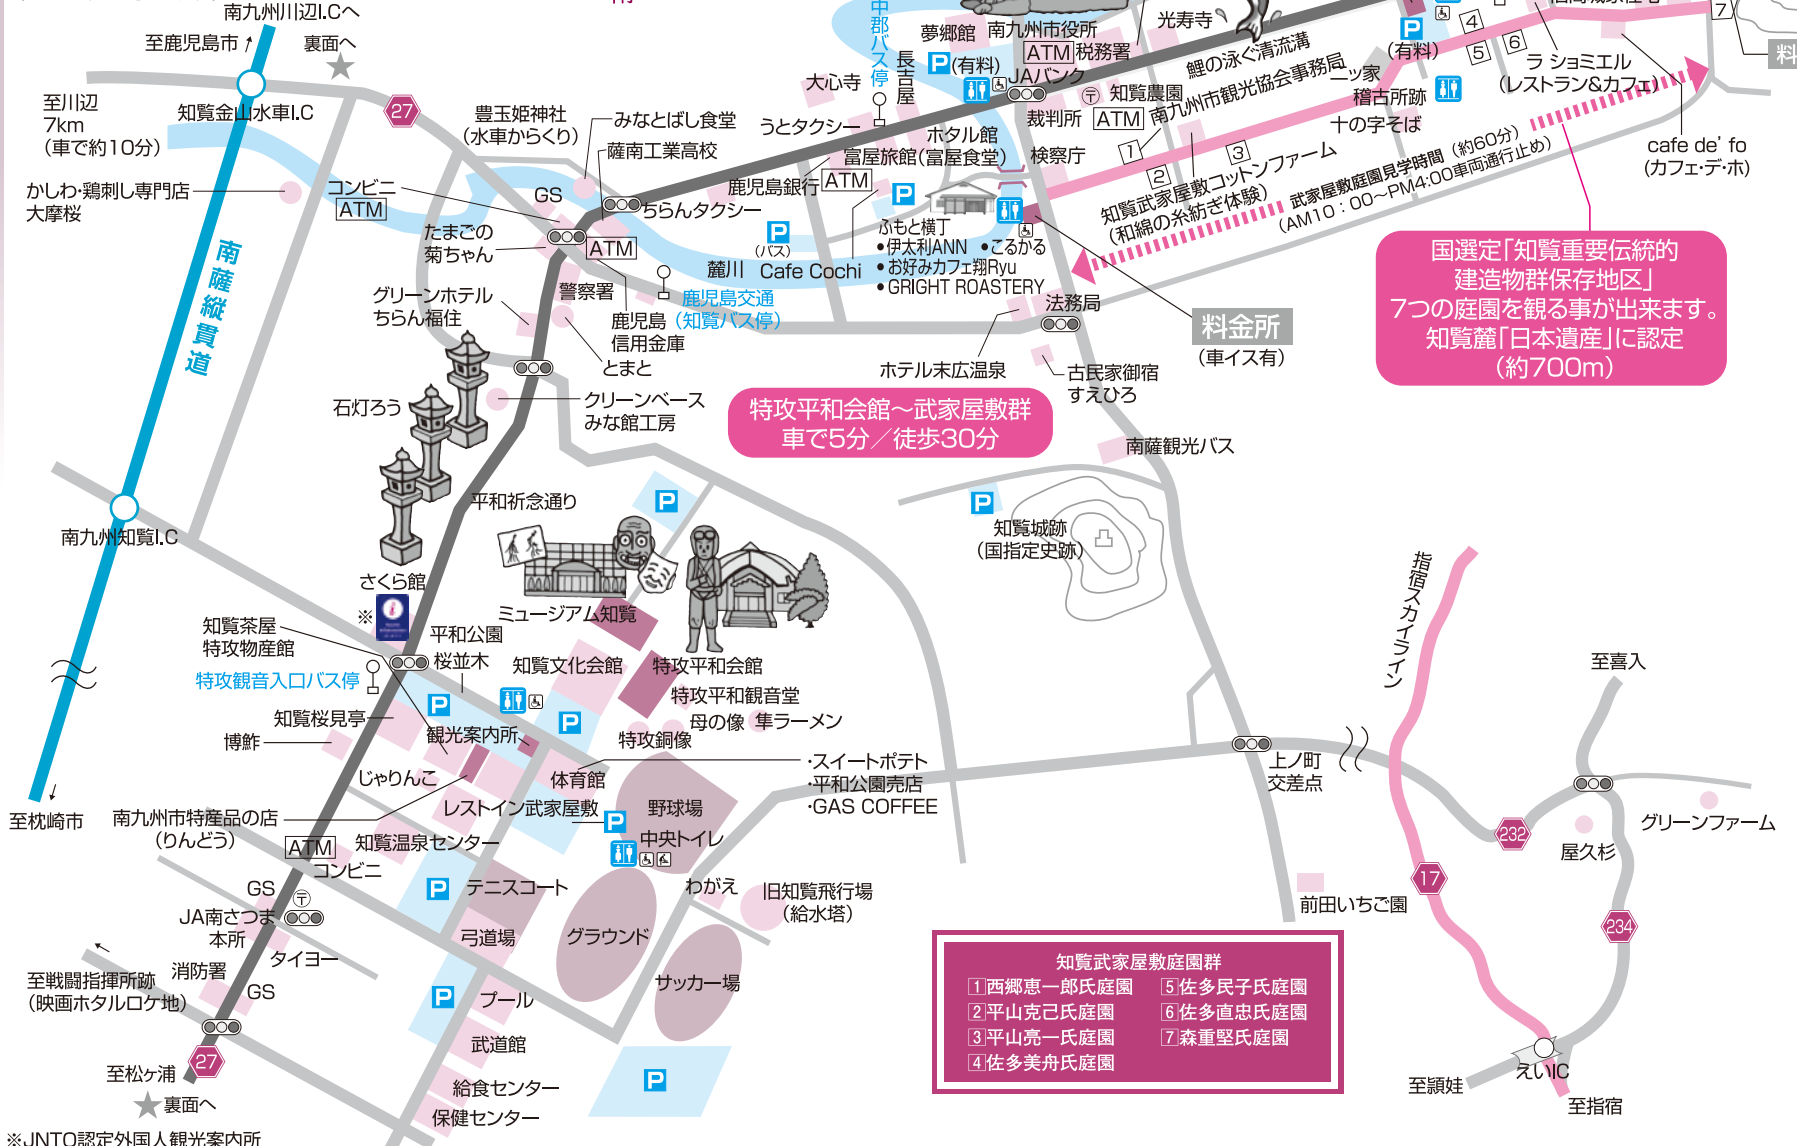 南九州川辺I.Cへ
至鹿児島市
裏面へ
至川辺
7km
(車で約10分)
知覧金山水車I.C
27
豊玉姫神社
(水車からくり)
みなとばし食堂
薩南工業高校
かしわ・鶏刺し専門店
大摩桜
コンビニ
ATM
GS
たまごの
菊ちゃん
ATM
ちらんタクシー
南薩縦貫道
グリーンホテル
ちらん福住
警察署
鹿児島
信用金庫
鹿児島交通
(知覧バス停)
とまと
クリーンベース
みな館工房
石灯ろう
南九州知覧I.C
平和祈念通り
さくら館
※
夢郷館
南九州市役所
ATM
税務署
光寿寺
中郡バス停
長吉屋
P
(有料)
JAバンク
大心寺
うとタクシー
ホタル館
富屋旅館(富屋食堂)
鹿児島銀行
ATM
裁判所
検察庁
〒
知覧農園
ATM
南九州市観光協会事務局
鯉の泳ぐ清流溝
P
(有料)
二ッ家
稽古所跡
十の字そば
ラ ショミエル
(レストラン&カフェ)
cafe de' fo
(カフェ・デ・ホ)
1
2
3
4
5
6
7
料
知覧武家屋敷コットンファーム
(和綿の糸紡ぎ体験)
武家屋敷庭園見学時間 (約60分)
(AM10:00〜PM4:00車両通行止め)
P
(バス)
麓川
Cafe Cochi
P
ふもと横丁
•伊太利ANN •こるかる
•お好みカフェ翔Ryu
•GRIGHT ROASTERY
法務局
料金所
(車イス有)
国選定「知覧重要伝統的
建造物群保存地区」
7つの庭園を観る事が出来ます。
知覧麓「日本遺産」に認定
(約700m)
ホテル末広温泉
古民家御宿
すえひろ
特攻平和会館〜武家屋敷群
車で5分/徒歩30分
南薩観光バス
P
知覧城跡
(国指定史跡)
P
ミュージアム知覧
知覧茶屋
特攻物産館
特攻観音入口バス停
平和公園
桜並木
知覧文化会館
特攻平和会館
特攻平和観音堂
母の像
隼ラーメン
特攻銅像
知覧桜見亭
博鮓
P
観光案内所
P
じゃりんこ
体育館
・スイートポテト
・平和公園売店
・GAS COFFEE
至枕崎市
南九州市特産品の店
(りんどう)
レストイン武家屋敷
P
野球場
中央トイレ
知覧温泉センター
ATM
コンビニ
P
テニスコート
わがえ
旧知覧飛行場
(給水塔)
GS
〒
JA南さつま
本所
弓道場
グラウンド
タイヨー
サッカー場
至戦闘指揮所跡
(映画ホタルロケ地)
消防署
GS
P
プール
武道館
27
至松ヶ浦
裏面へ
給食センター
保健センター
P
※JNTO認定外国人観光案内所
上ノ町
交差点
指宿スカイライン
至喜入
グリーンファーム
屋久杉
232
17
234
前田いちご園
えいIC
至頴娃
至指宿
知覧武家屋敷庭園群
1西郷恵一郎氏庭園
2平山克己氏庭園
3平山亮一氏庭園
4佐多美舟氏庭園
5佐多民子氏庭園
6佐多直忠氏庭園
7森重堅氏庭園